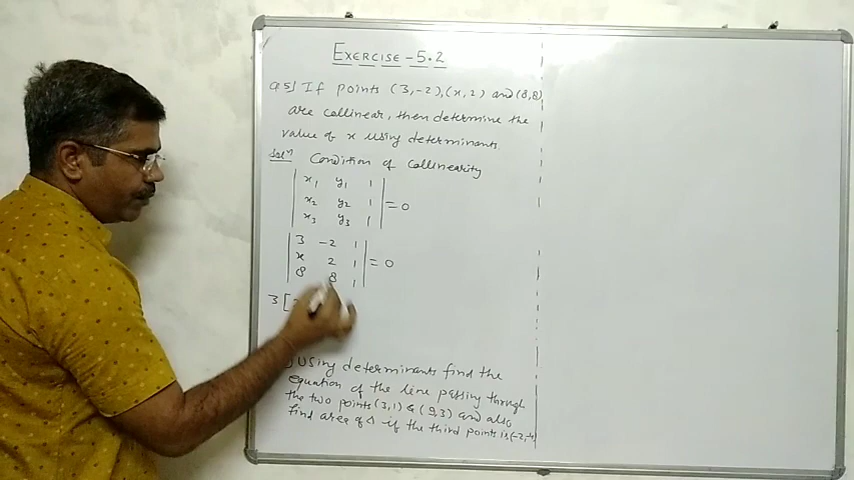 EXERCISE-5.2
Q 5] If points (3,-2),(x,2) and (8,8)
are collinear, then determine the
value of x using determinants.
Solⁿ Condition of collinearity
| x₁ y₁ 1 |
| x₂ y₂ 1 | = 0
| x₃ y₃ 1 |
| 3 -2 1 |
| x 2 1 | = 0
| 8 8 1 |
3 [
) Using determinants find the
equation of the line passing through
the two points (3,1) & (9,3) and also
find area of Δ if the third points is (-2,-4)